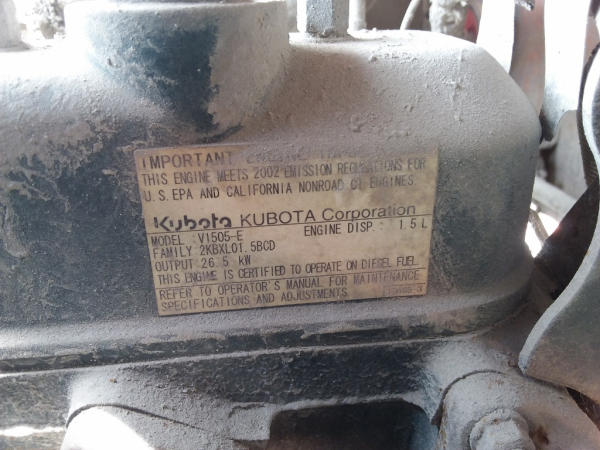 IMPORTANT
THIS ENGINE MEETS 2002 EMISSION REGULATIONS FOR
U.S. EPA AND CALIFORNIA NONROAD CI ENGINES
Kubota KUBOTA Corporation
MODEL : V1505-E ENGINE DISP. : 1.5 L
FAMILY : 2KBXL01.5BCD
OUTPUT 26.5 kW
THIS ENGINE IS CERTIFIED TO OPERATE ON DIESEL FUEL
REFER TO OPERATOR'S MANUAL FOR MAINTENANCE
SPECIFICATIONS AND ADJUSTMENTS